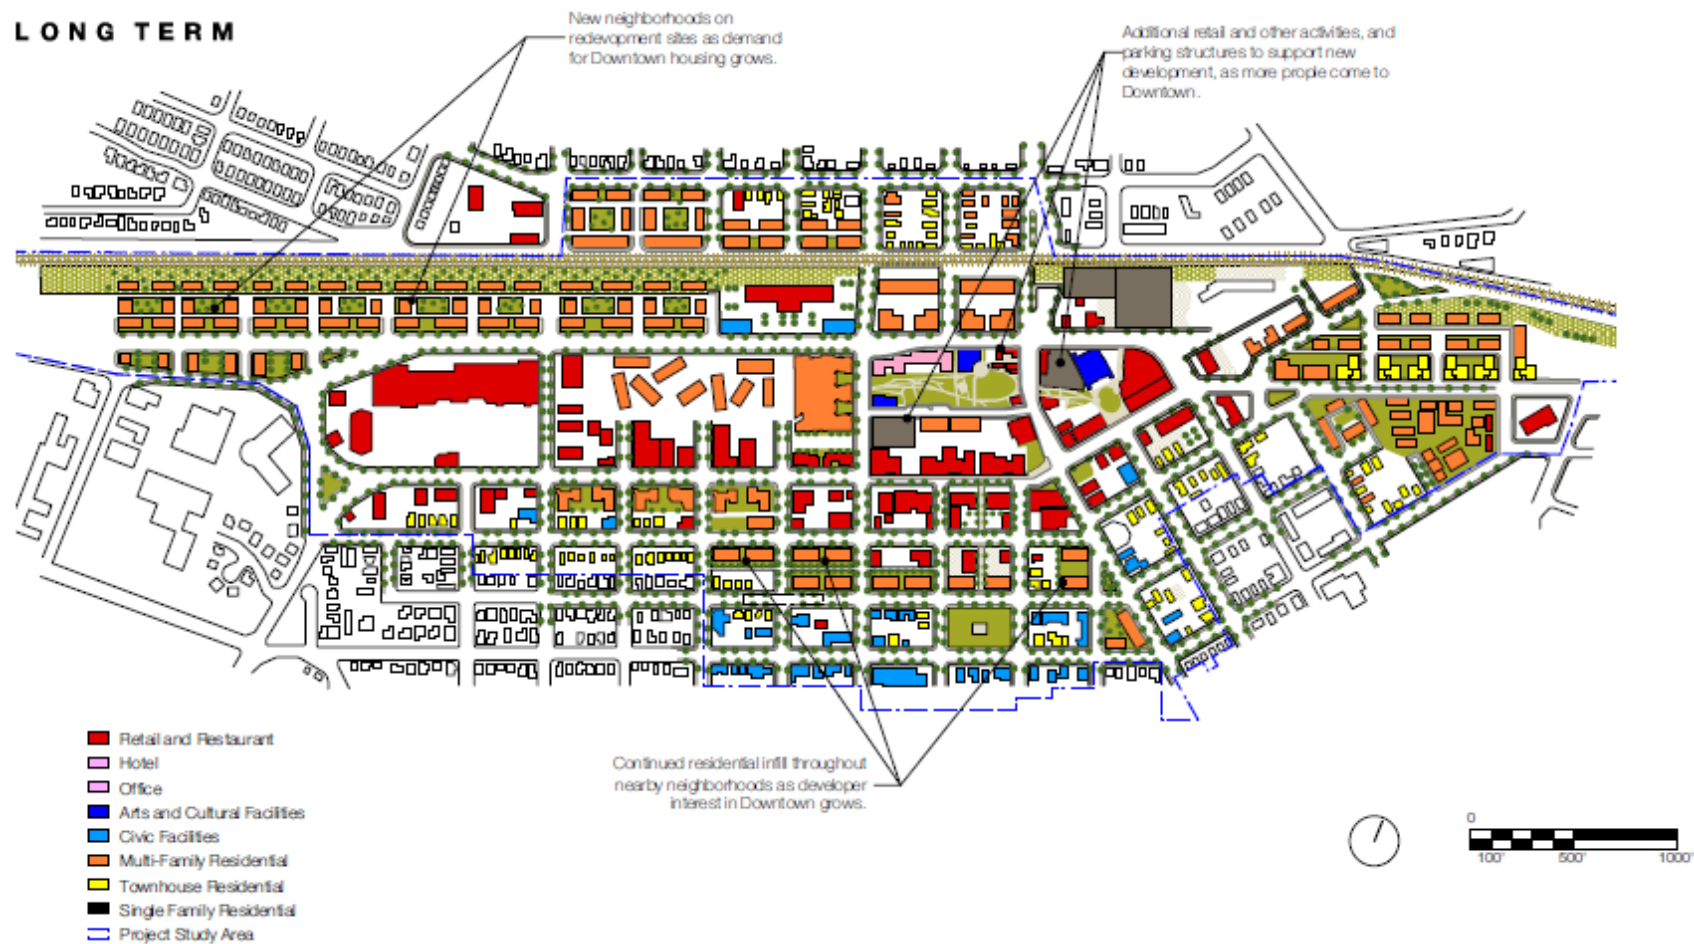 LONG TERM
New neighborhoods on
redevopment sites as demand
for Downtown housing grows.
Additional retail and other activities, and
parking structures to support new
development, as more prople come to
Downtown.
Continued residential infill throughout
nearby neighborhoods as developer
interest in Downtown grows.
Retail and Restaurant
Hotel
Office
Arts and Cultural Facilities
Civic Facilities
Multi-Family Residential
Townhouse Residential
Single Family Residential
Project Study Area
0
100' 500' 1000'